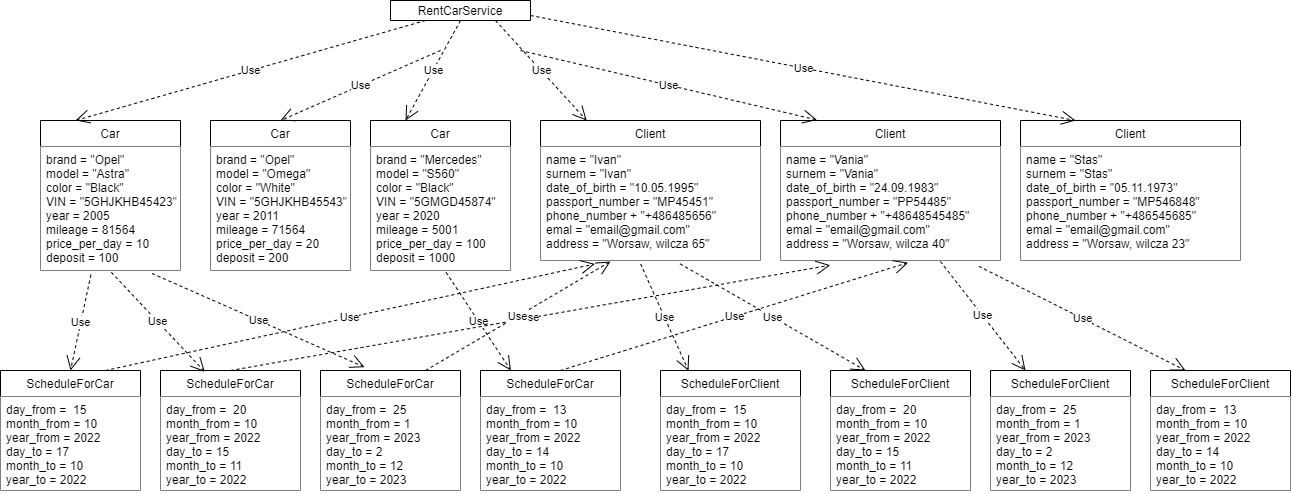 RentCarService
Use
Use
Use
Use
Use
Use
Car
brand = "Opel"
model = "Astra"
color = "Black"
VIN = "5GHJKHB45423"
year = 2005
mileage = 81564
price_per_day = 10
deposit = 100
Car
brand = "Opel"
model = "Omega"
color = "White"
VIN = "5GHJKHB45543"
year = 2011
mileage = 71564
price_per_day = 20
deposit = 200
Car
brand = "Mercedes"
model = "S560"
color = "Black"
VIN = "5GMGD45874"
year = 2020
mileage = 5001
price_per_day = 100
deposit = 1000
Client
name = "Ivan"
surnem = "Ivan"
date_of_birth = "10.05.1995"
passport_number = "MP45451"
phone_number + "+486485656"
emal = "email@gmail.com"
address = "Worsaw, wilcza 65"
Client
name = "Vania"
surnem = "Vania"
date_of_birth = "24.09.1983"
passport_number = "PP54485"
phone_number + "+48648545485"
emal = "email@gmail.com"
address = "Worsaw, wilcza 40"
Client
name = "Stas"
surnem = "Stas"
date_of_birth = "05.11.1973"
passport_number = "MP546848"
phone_number + "+486545685"
emal = "email@gmail.com"
address = "Worsaw, wilcza 23"
Use
Use
Use
Use
Use
Use
Use
Use
Use
Use
Use
ScheduleForCar
day_from =  15
month_from = 10
year_from = 2022
day_to = 17
month_to = 10
year_to = 2022
ScheduleForCar
day_from =  20
month_from = 10
year_from = 2022
day_to = 15
month_to = 11
year_to = 2022
ScheduleForCar
day_from = 25
month_from = 1
year_from = 2023
day_to = 2
month_to = 12
year_to = 2023
ScheduleForCar
day_from =  13
month_from = 10
year_from = 2022
day_to = 14
month_to = 10
year_to = 2022
ScheduleForClient
day_from =  15
month_from = 10
year_from = 2022
day_to = 17
month_to = 10
year_to = 2022
ScheduleForClient
day_from =  20
month_from = 10
year_from = 2022
day_to = 15
month_to = 11
year_to = 2022
ScheduleForClient
day_from = 25
month_from = 1
year_from = 2023
day_to = 2
month_to = 12
year_to = 2023
ScheduleForClient
day_from =  13
month_from = 10
year_from = 2022
day_to = 14
month_to = 10
year_to = 2022